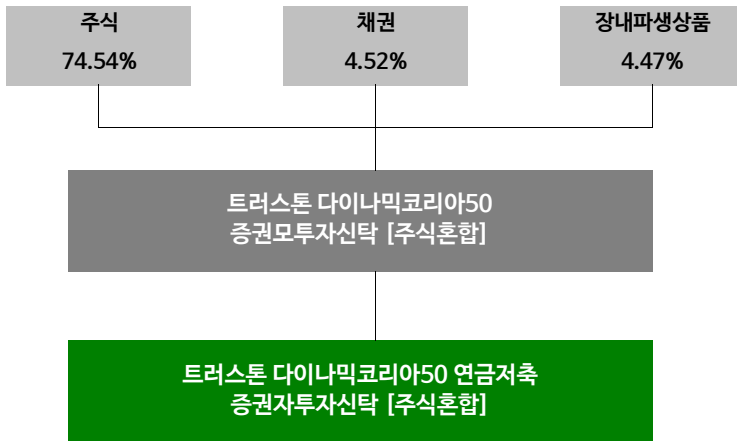 주식
74.54%
채권
4.52%
장내파생상품
4.47%
트러스톤 다이나믹코리아50
증권모투자신탁 [주식혼합]
트러스톤 다이나믹코리아50 연금저축
증권자투자신탁 [주식혼합]